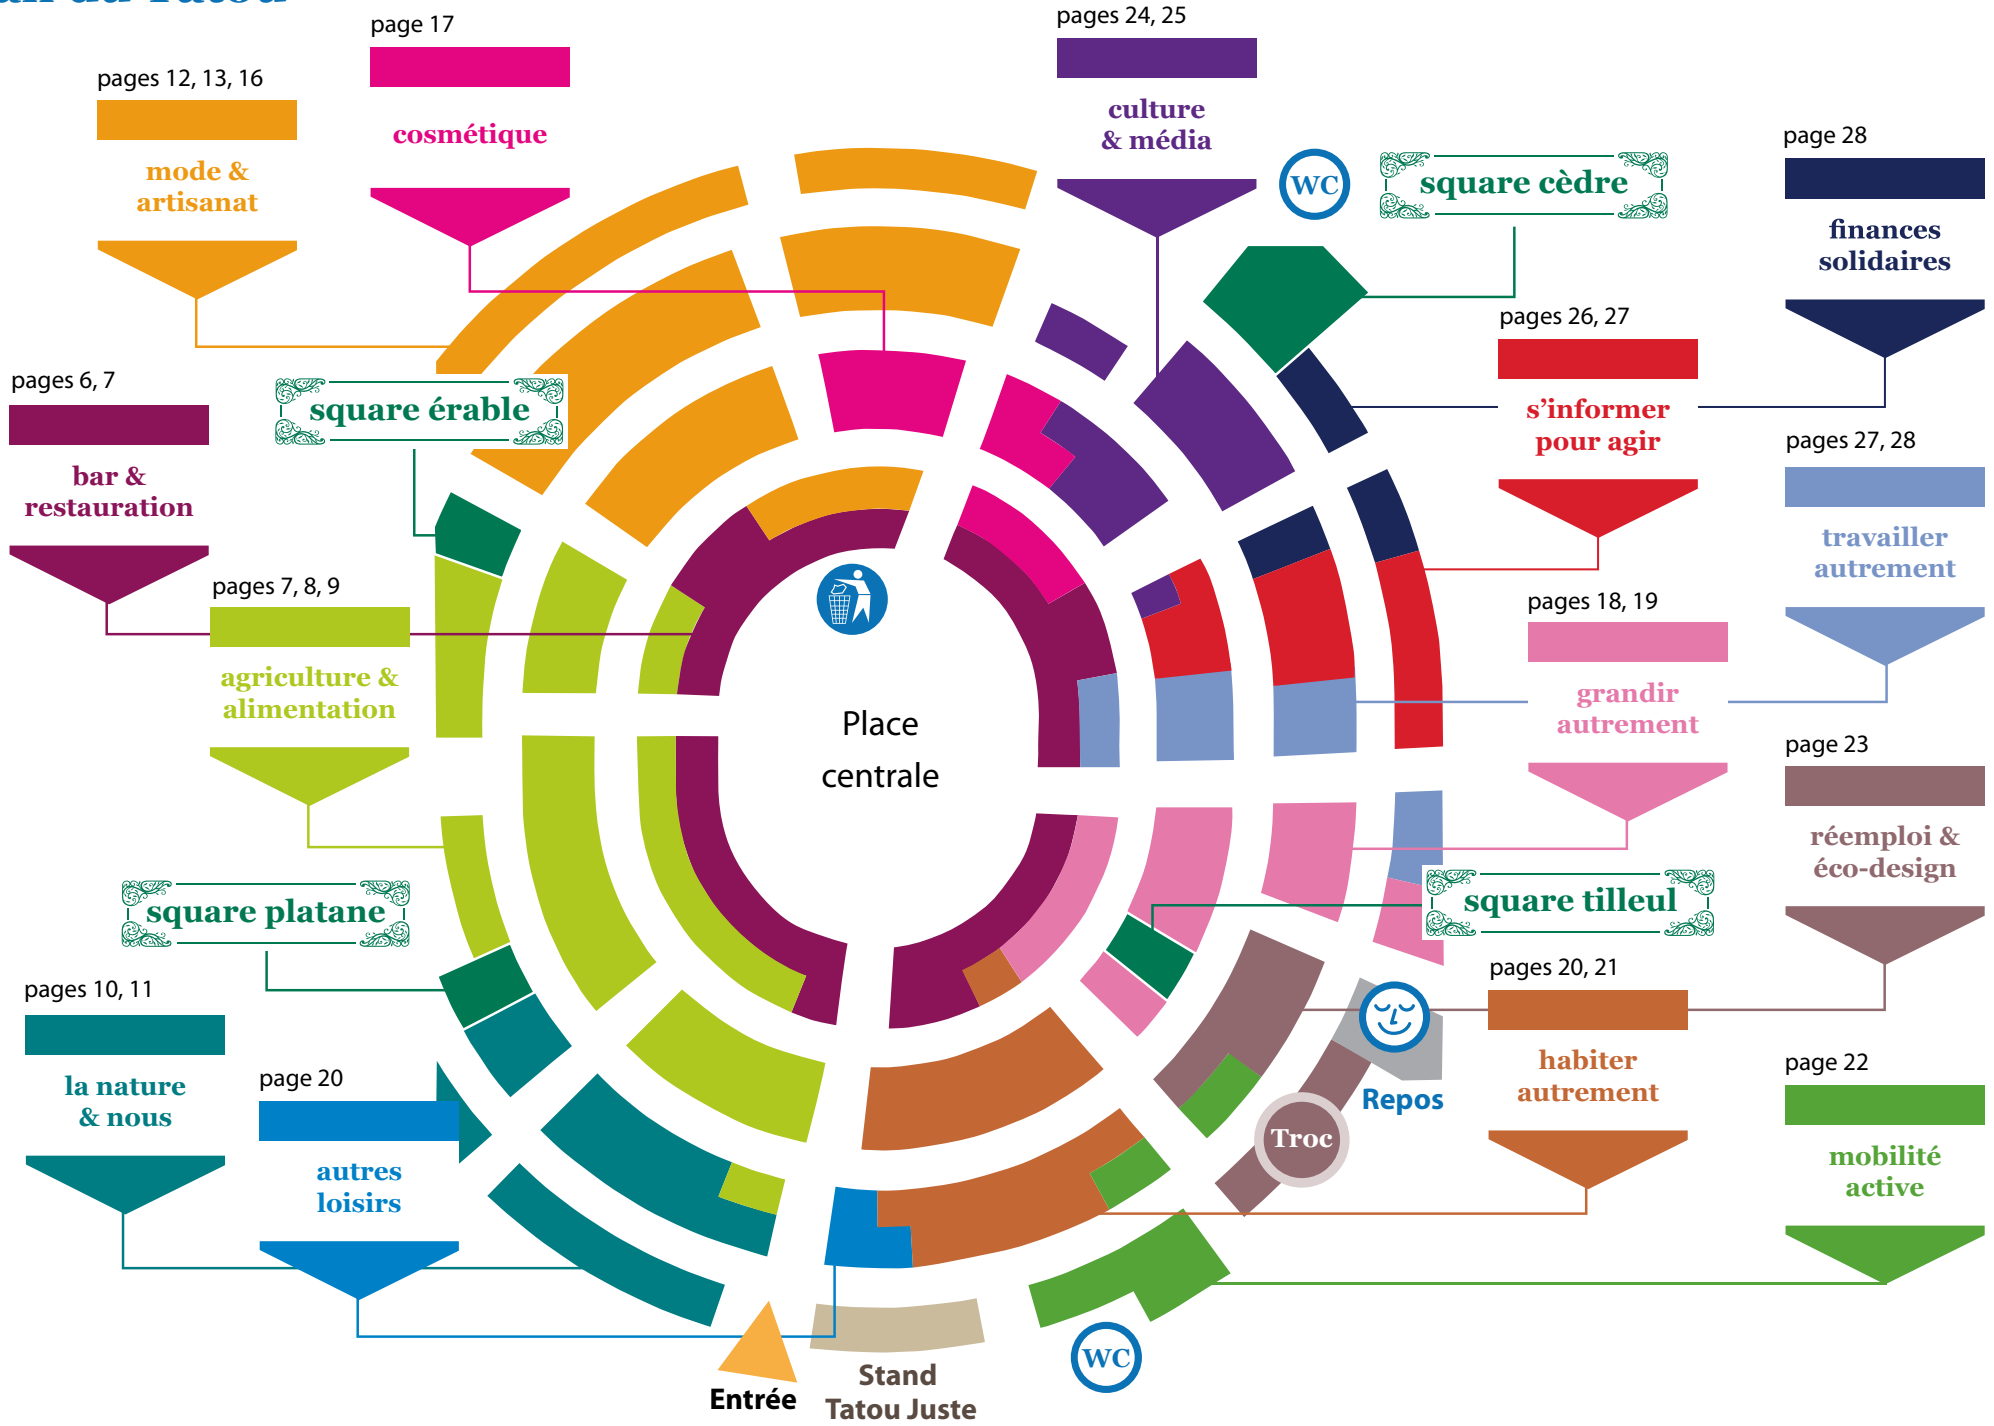 du Tatou
page 17
pages 24, 25
pages 12, 13, 16
cosmétique
culture
& média
page 28
mode &
artisanat
WC
square cèdre
finances
solidaires
pages 26, 27
pages 6, 7
square érable
s'informer
pour agir
pages 27, 28
bar &
restauration
travailler
autrement
pages 7, 8, 9
pages 18, 19
agriculture &
alimentation
Place
centrale
grandir
autrement
page 23
réemploi &
éco-design
square platane
square tilleul
pages 10, 11
pages 20, 21
la nature
& nous
page 20
habiter
autrement
page 22
Repos
Troc
autres
loisirs
mobilité
active
WC
Entrée
Stand
Tatou Juste